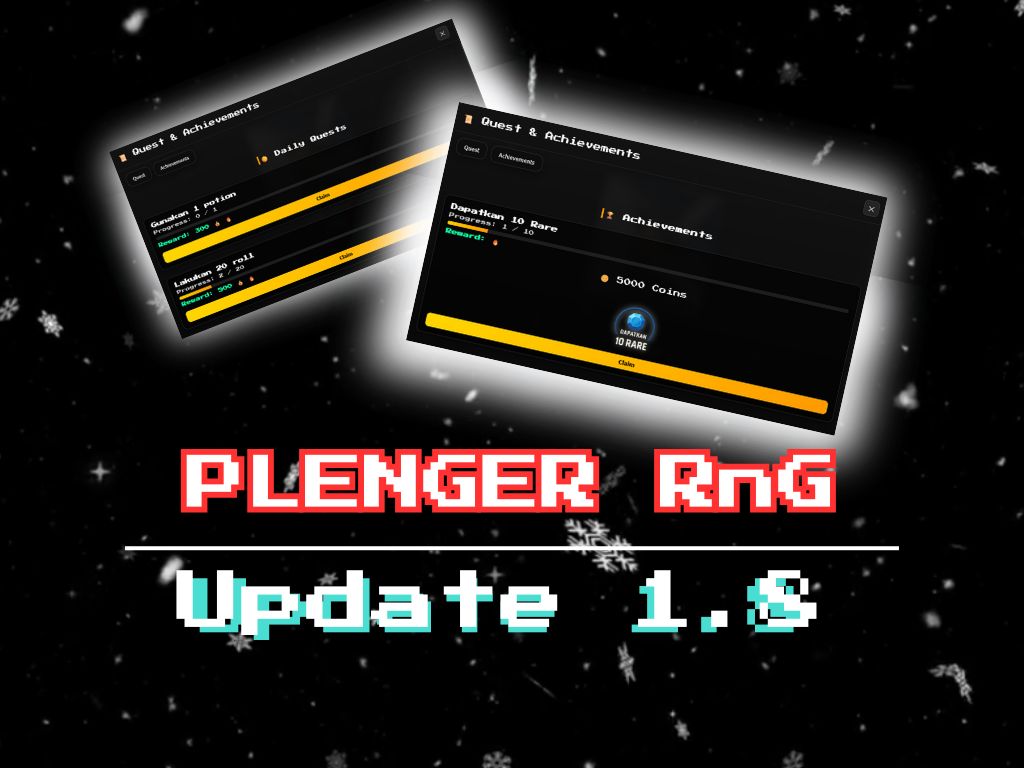 Quest & Achievements
Quest
Achievements
Daily Quests
Gunakan 1 potion
Progress: 0 / 1
Reward: 300
Claim
Lakukan 20 roll
Progress: 2 / 20
Reward: 500
Claim
Quest & Achievements
Quest
Achievements
Achievements
Dapatkan 10 Rare
Progress: 1 / 10
Reward:
5000 Coins
DAPATKAN
10 RARE
Claim
PLENGER RnG
Update 1.8